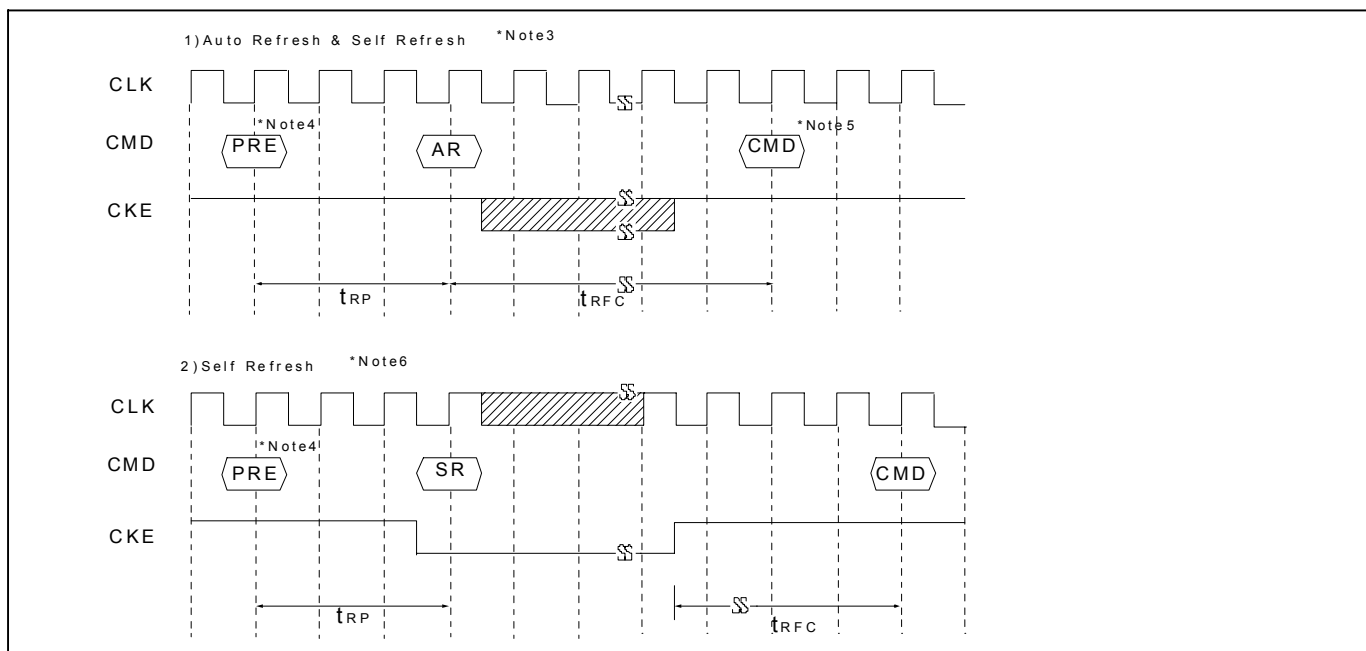 1)Auto Refresh & Self Refresh *Note3
CLK
*Note4 *Note5
CMD PRE AR CMD
CKE
tRP tRFC
2)Self Refresh *Note6
CLK
*Note4
CMD PRE SR CMD
CKE
tRP tRFC